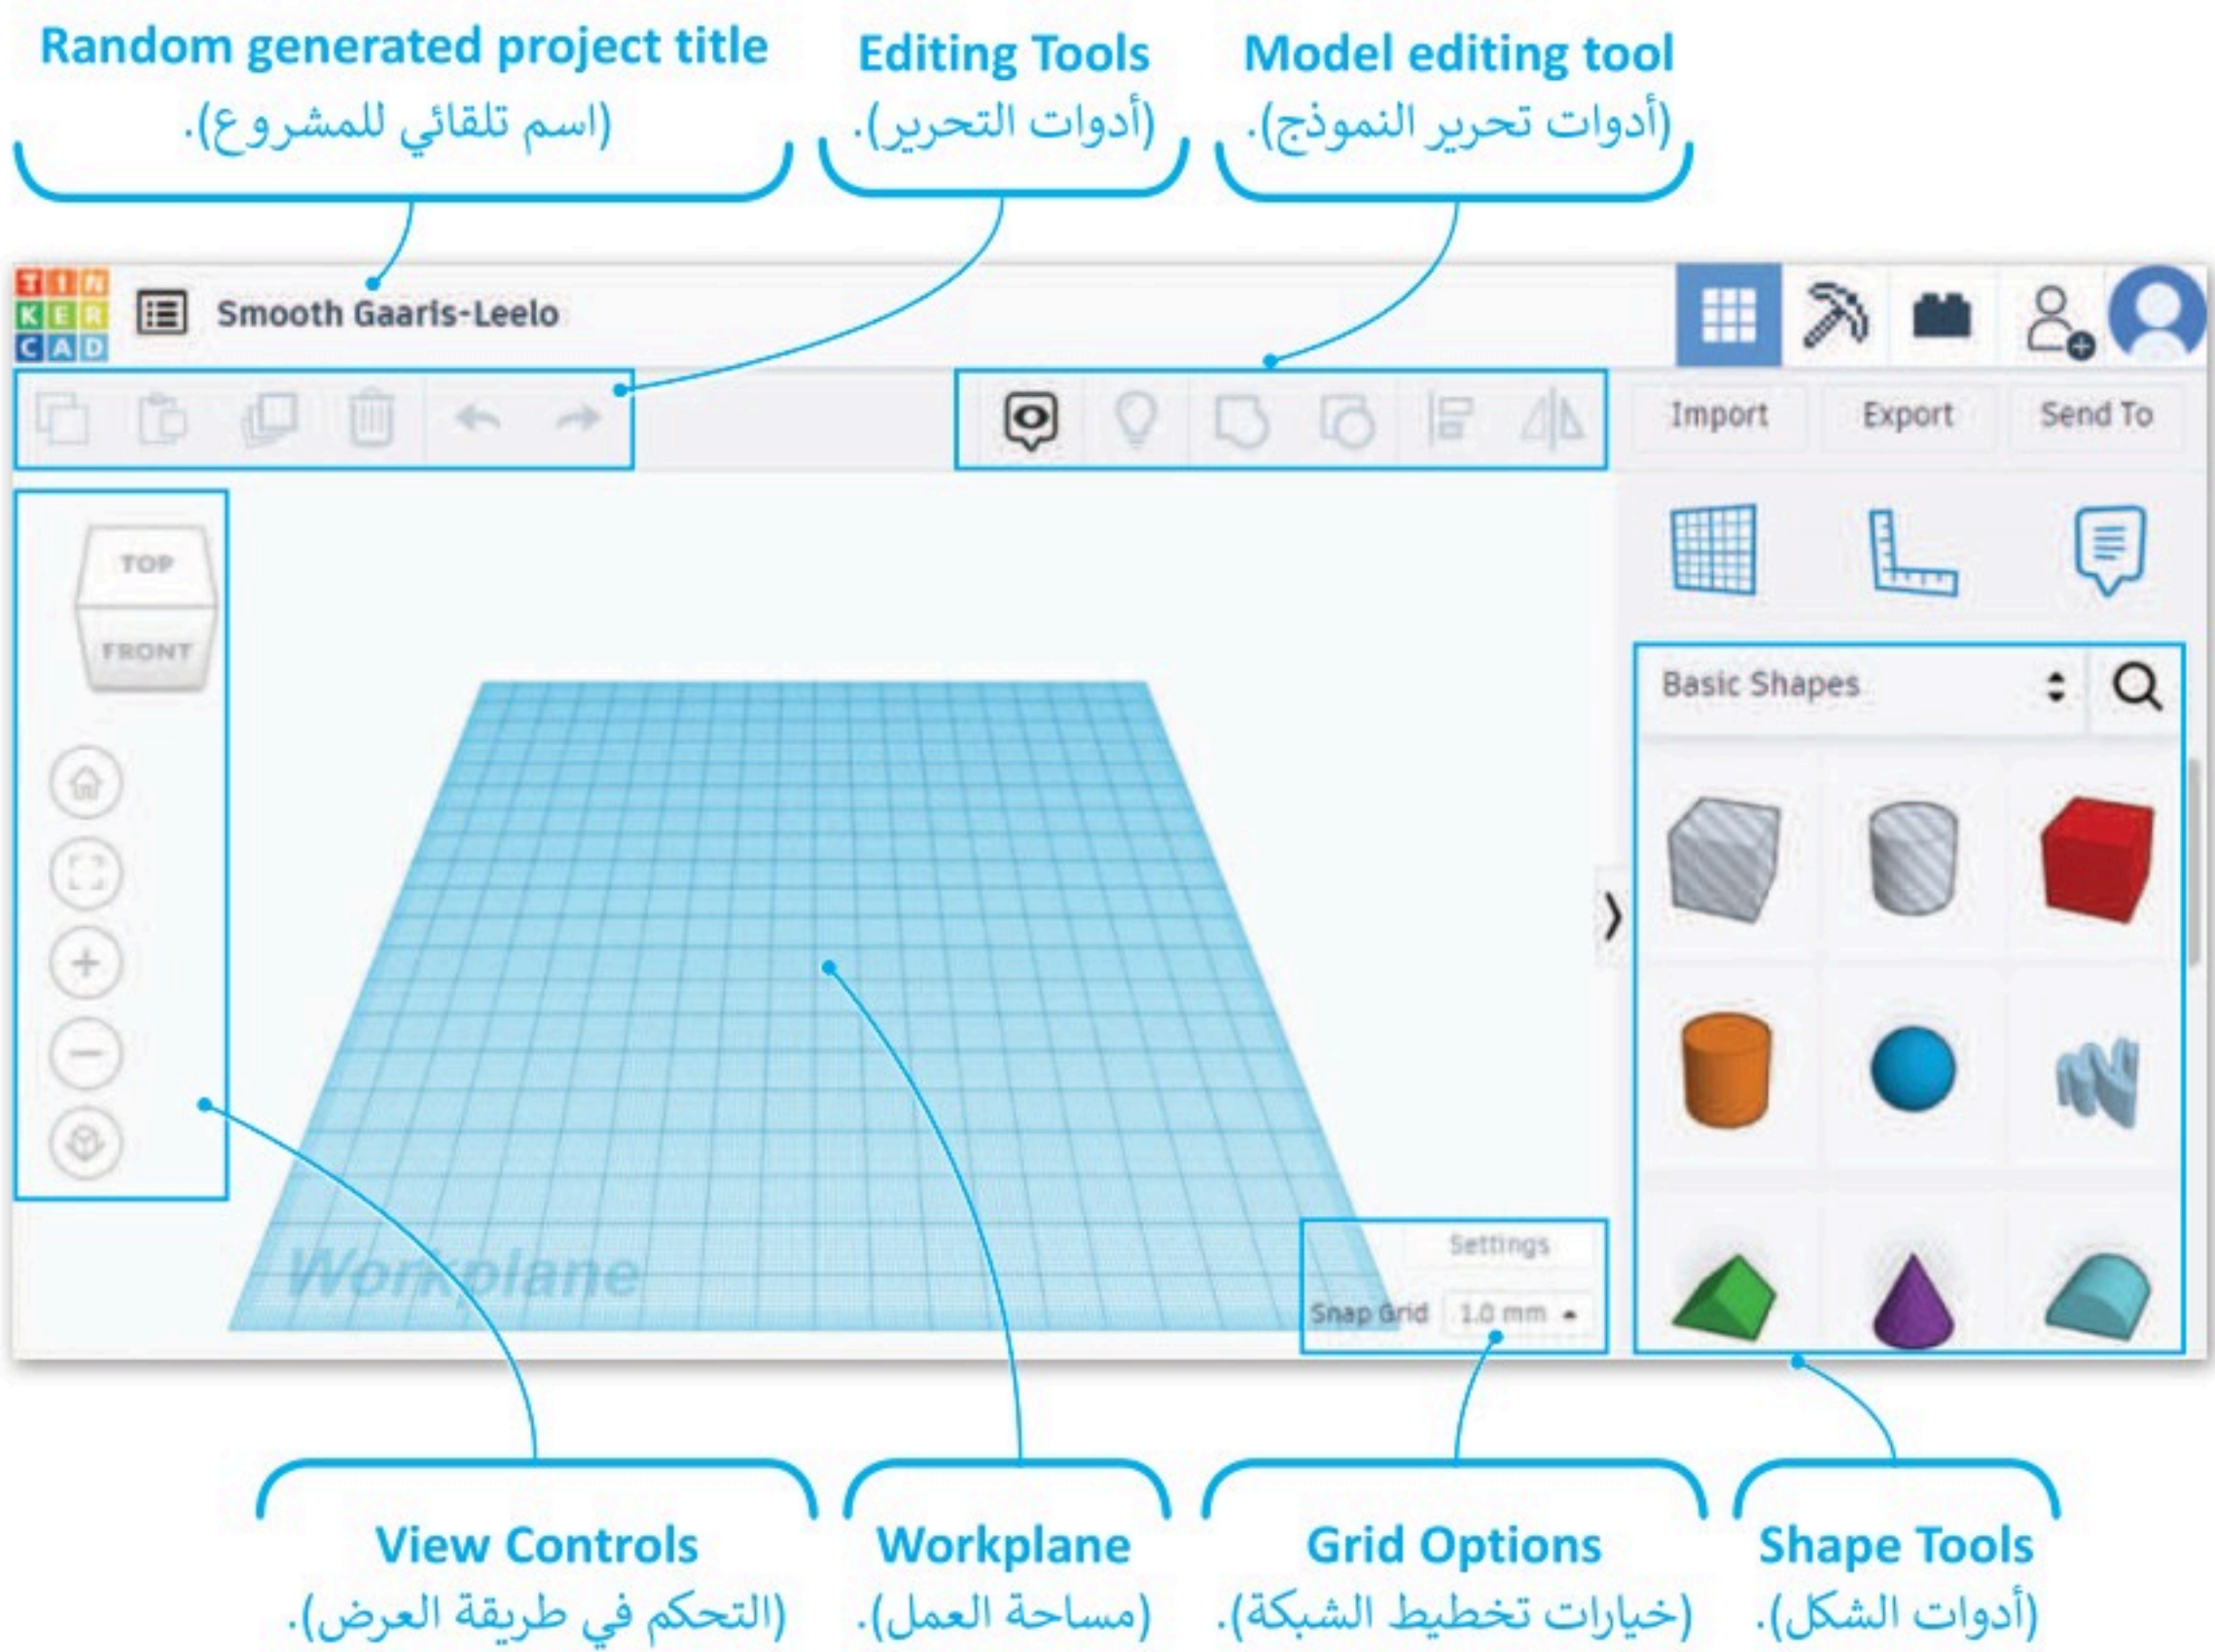 Random generated project title
(اسم تلقائي للمشروع).
Editing Tools
(أدوات التحرير).
Model editing tool
(أدوات تحرير النموذج).
TIN
KER
CAD
Smooth Gaaris-Leelo
Import
Export
Send To
TOP
FRONT
Basic Shapes
Workplane
Settings
Snap Grid 1.0 mm
View Controls
(التحكم في طريقة العرض).
Workplane
(مساحة العمل).
Grid Options
(خيارات تخطيط الشبكة).
Shape Tools
(أدوات الشكل).